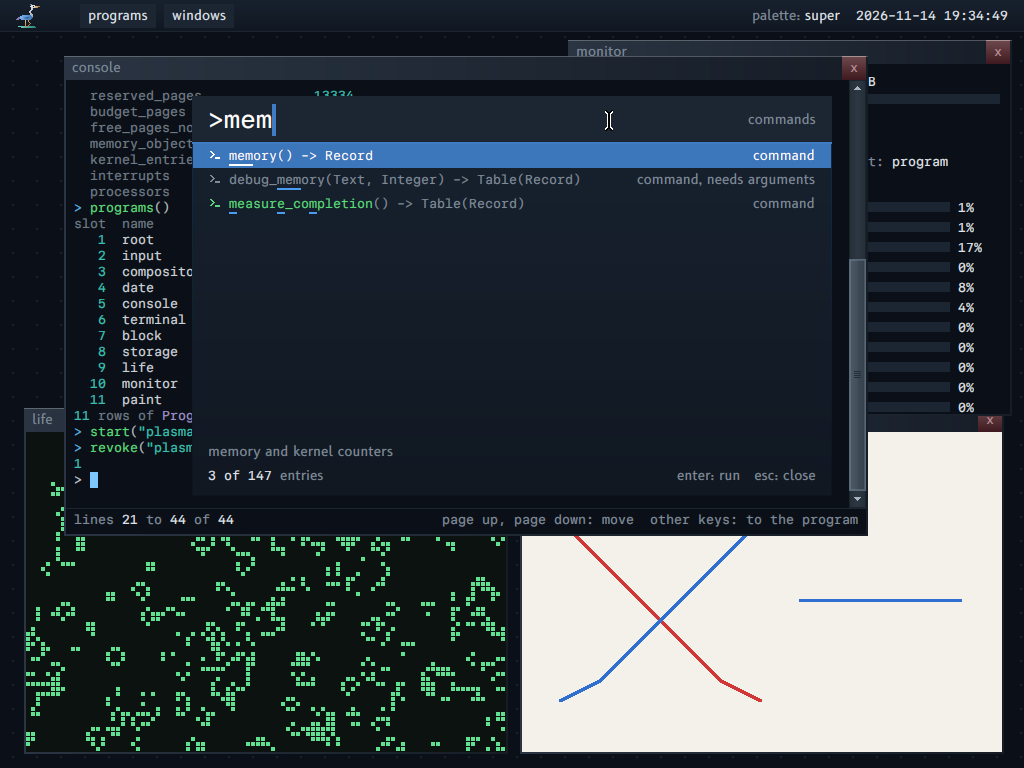 programs windows palette: super 2026-11-14 19:34:49
monitor x
console x
B
reserved_pages 13334
budget_pages
free_pages_no
memory_object
kernel_entrie
interrupts
processors
> programs()
slot name
1 root
2 input
3 composito
4 date
5 console
6 terminal
7 block
8 storage
9 life
10 monitor
11 paint
11 rows of Prog
> start("plasma
> revoke("plasm
1
>
>mem commands
>_ memory() -> Record command
>_ debug_memory(Text, Integer) -> Table(Record) command, needs arguments
>_ measure_completion() -> Table(Record) command
memory and kernel counters
3 of 147 entries enter: run esc: close
lines 21 to 44 of 44 page up, page down: move other keys: to the program
t: program
1%
1%
17%
0%
8%
4%
0%
0%
0%
0%
0%
life
x